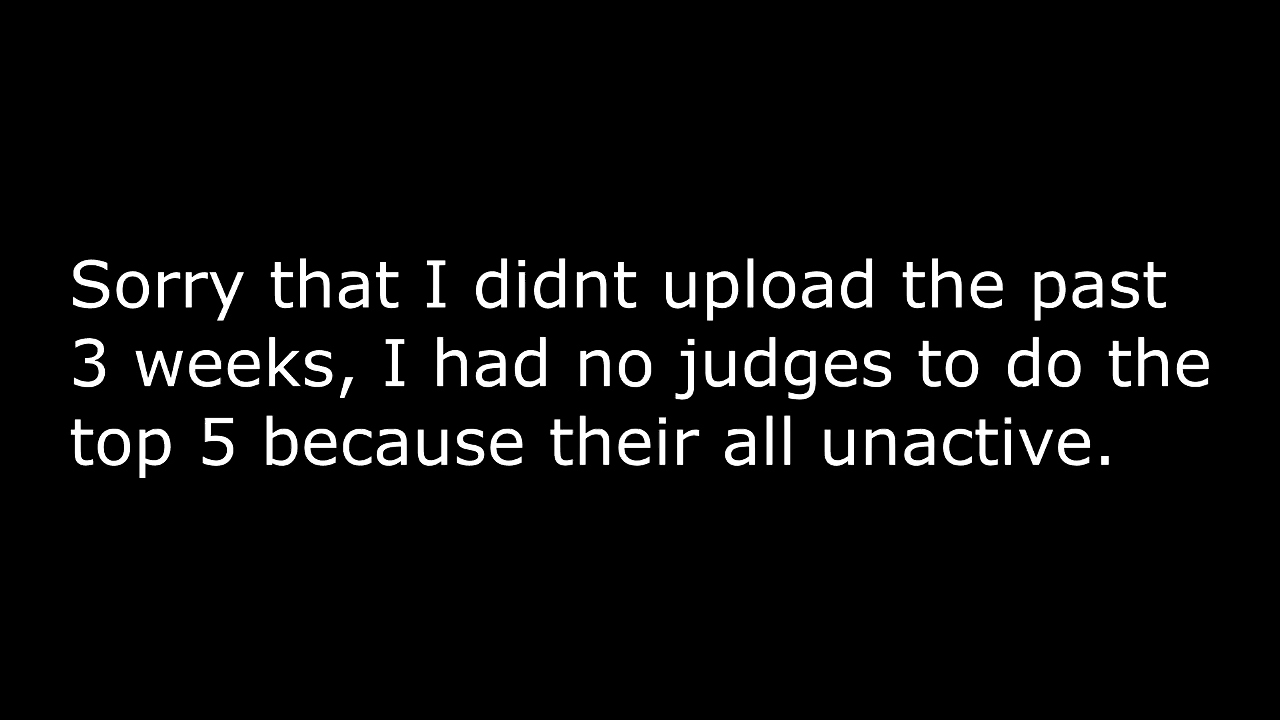 Sorry that I didnt upload the past
3 weeks, I had no judges to do the
top 5 because their all unactive.